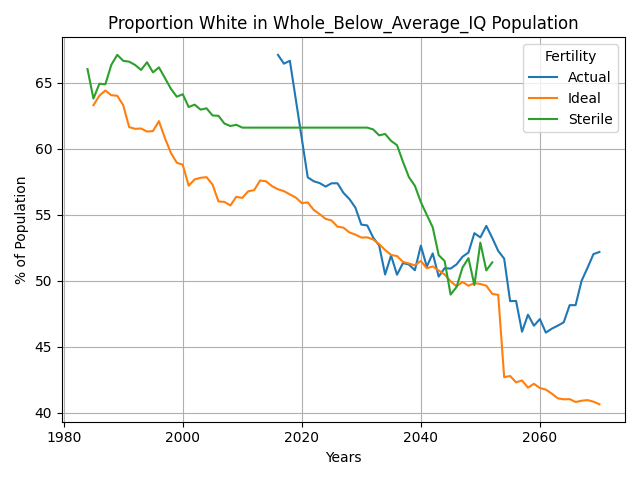 Proportion White in Whole_Below_Average_IQ Population
% of Population
65
60
55
50
45
40
1980
2000
2020
2040
2060
Years
Fertility
Actual
Ideal
Sterile